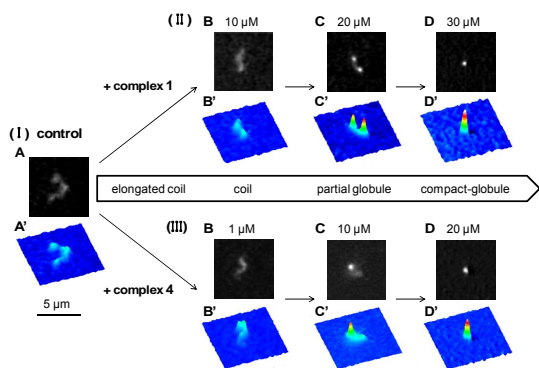 (II) B 10 µM C 20 µM D 30 µM
+ complex 1
B' C' D'
(I) control
A
elongated coil coil partial globule compact-globule
A'
(III) B 1 µM C 10 µM D 20 µM
+ complex 4
B' C' D'
5 µm